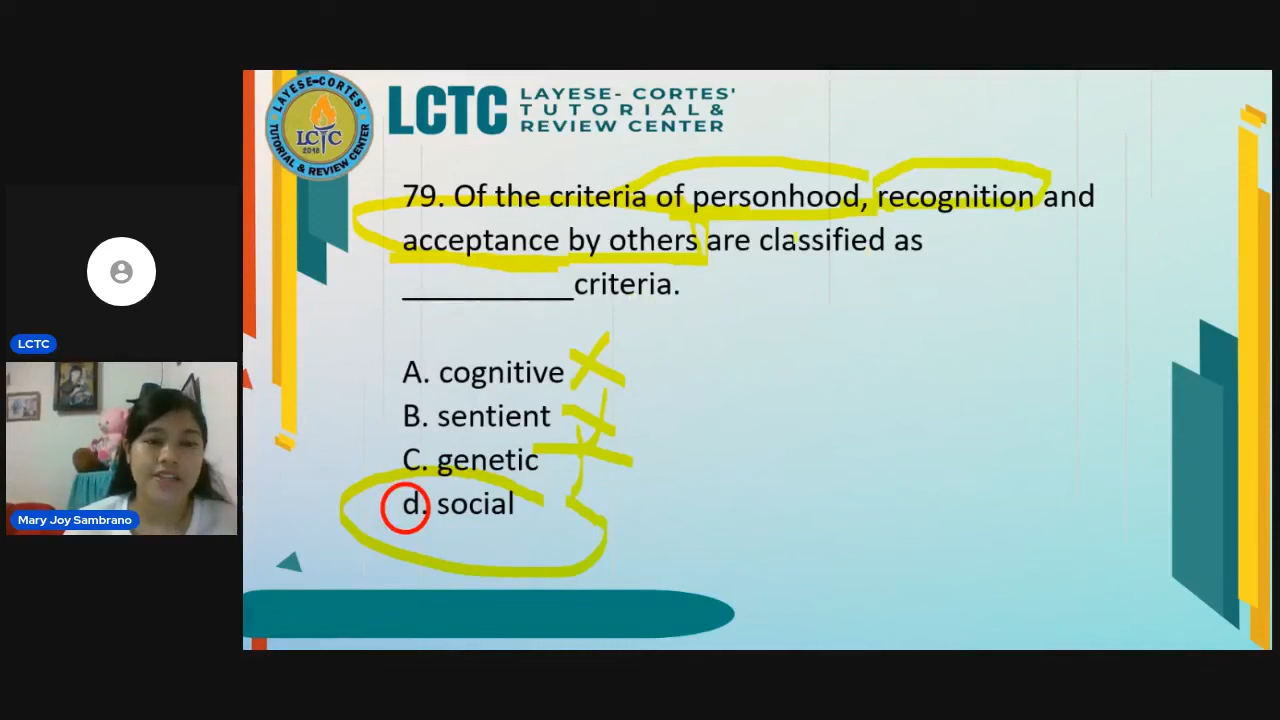 LAYESE-CORTES'
LCTC
2018
TUTORIAL & REVIEW CENTER
LCTC
LAYESE- CORTES'
TUTORIAL &
REVIEW CENTER
79. Of the criteria of personhood, recognition and
acceptance by others are classified as
___________criteria.
A. cognitive
B. sentient
C. genetic
d. social
LCTC
Mary Joy Sambrano